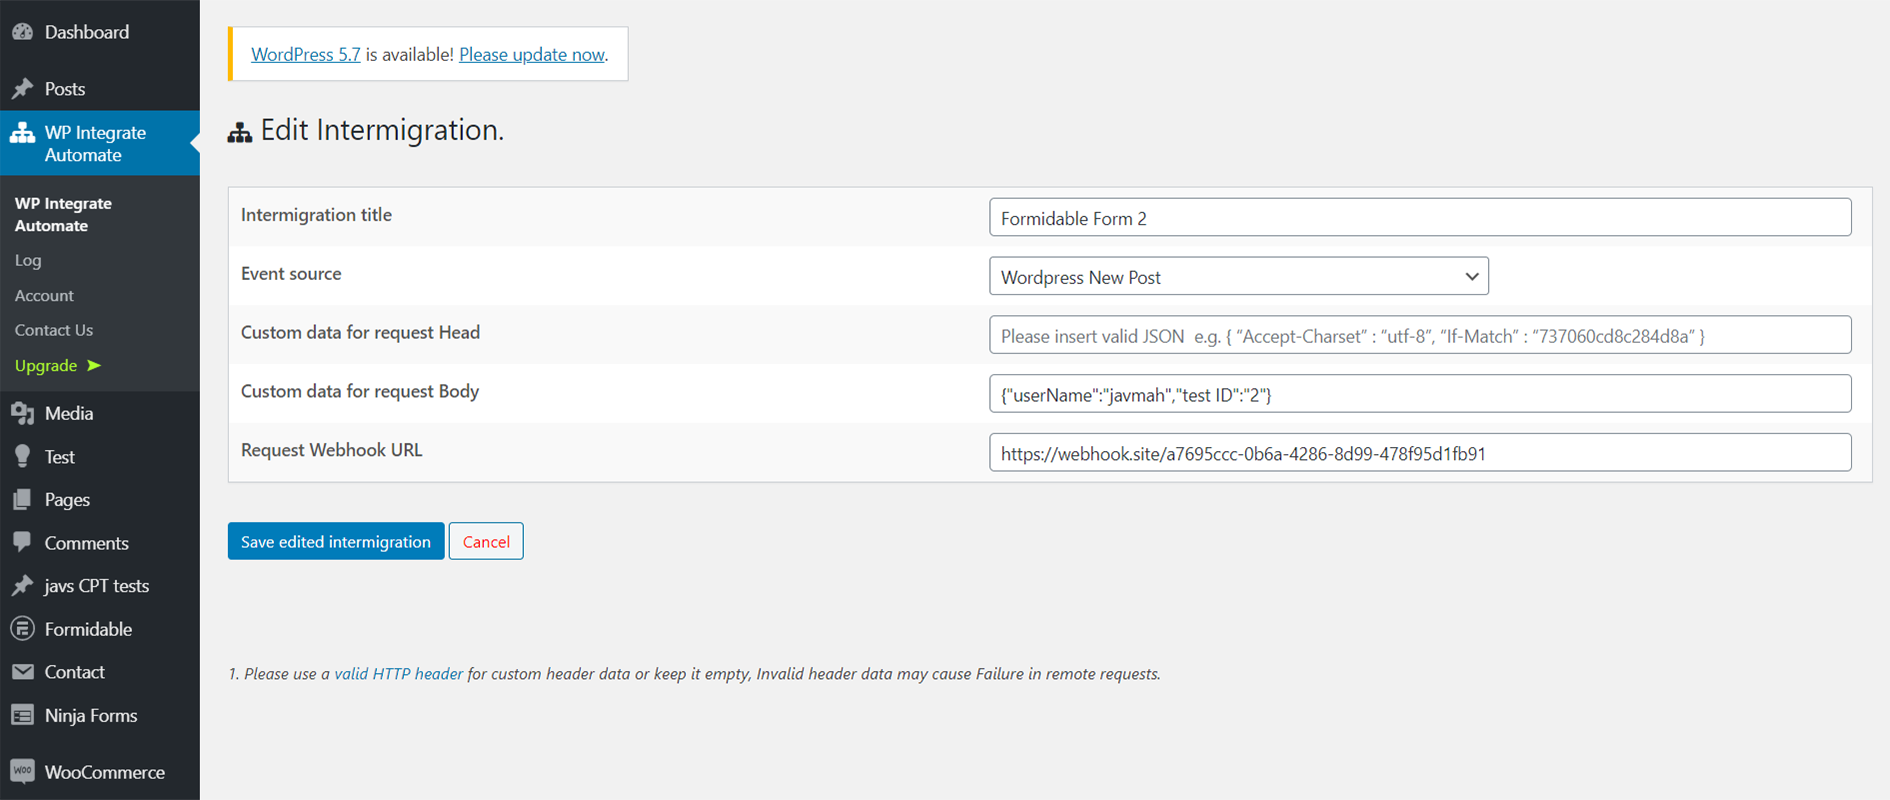 Dashboard
Posts
WP Integrate
Automate
WP Integrate
Automate
Log
Account
Contact Us
Upgrade ➤
Media
Test
Pages
Comments
javs CPT tests
Formidable
Contact
Ninja Forms
Woo WooCommerce
WordPress 5.7 is available! Please update now.
Edit Intermigration.
Intermigration title
Formidable Form 2
Event source
Wordpress New Post
Custom data for request Head
Please insert valid JSON  e.g. { “Accept-Charset” : “utf-8”, “If-Match” : “737060cd8c284d8a” }
Custom data for request Body
{"userName":"javmah","test ID":"2"}
Request Webhook URL
https://webhook.site/a7695ccc-0b6a-4286-8d99-478f95d1fb91
Save edited intermigration
Cancel
1. Please use a valid HTTP header for custom header data or keep it empty, Invalid header data may cause Failure in remote requests.